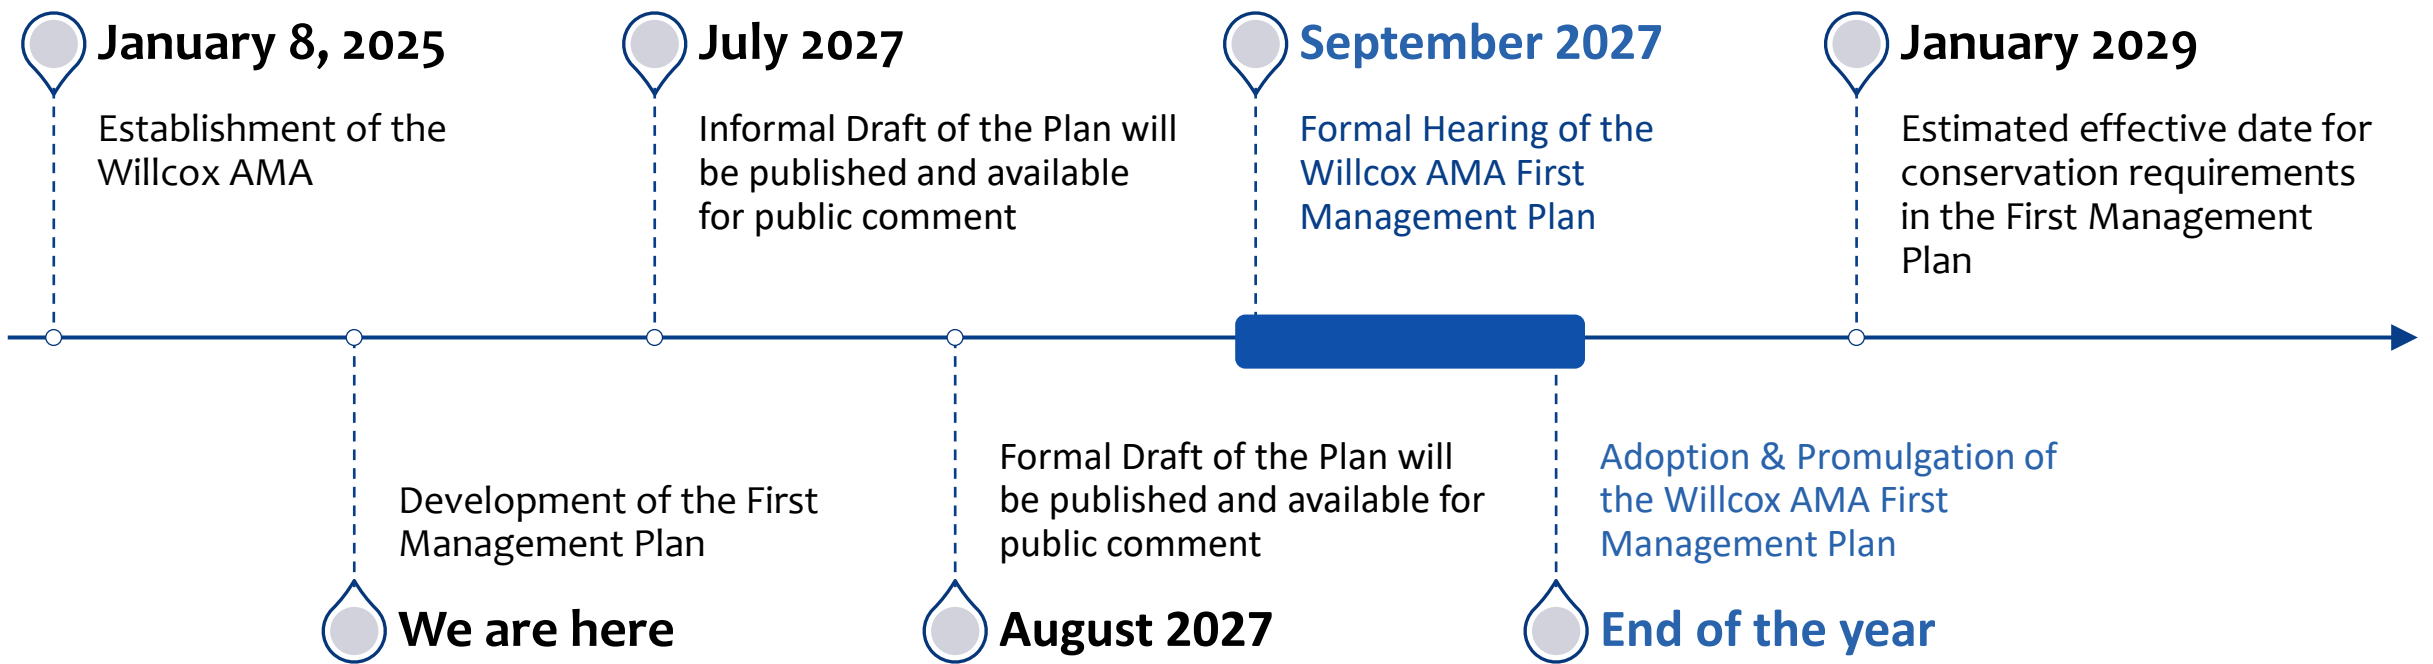 January 8, 2025
Establishment of the
Willcox AMA
We are here
Development of the First
Management Plan
July 2027
Informal Draft of the Plan will
be published and available
for public comment
August 2027
Formal Draft of the Plan will
be published and available for
public comment
September 2027
Formal Hearing of the
Willcox AMA First
Management Plan
End of the year
Adoption & Promulgation of
the Willcox AMA First
Management Plan
January 2029
Estimated effective date for
conservation requirements
in the First Management
Plan